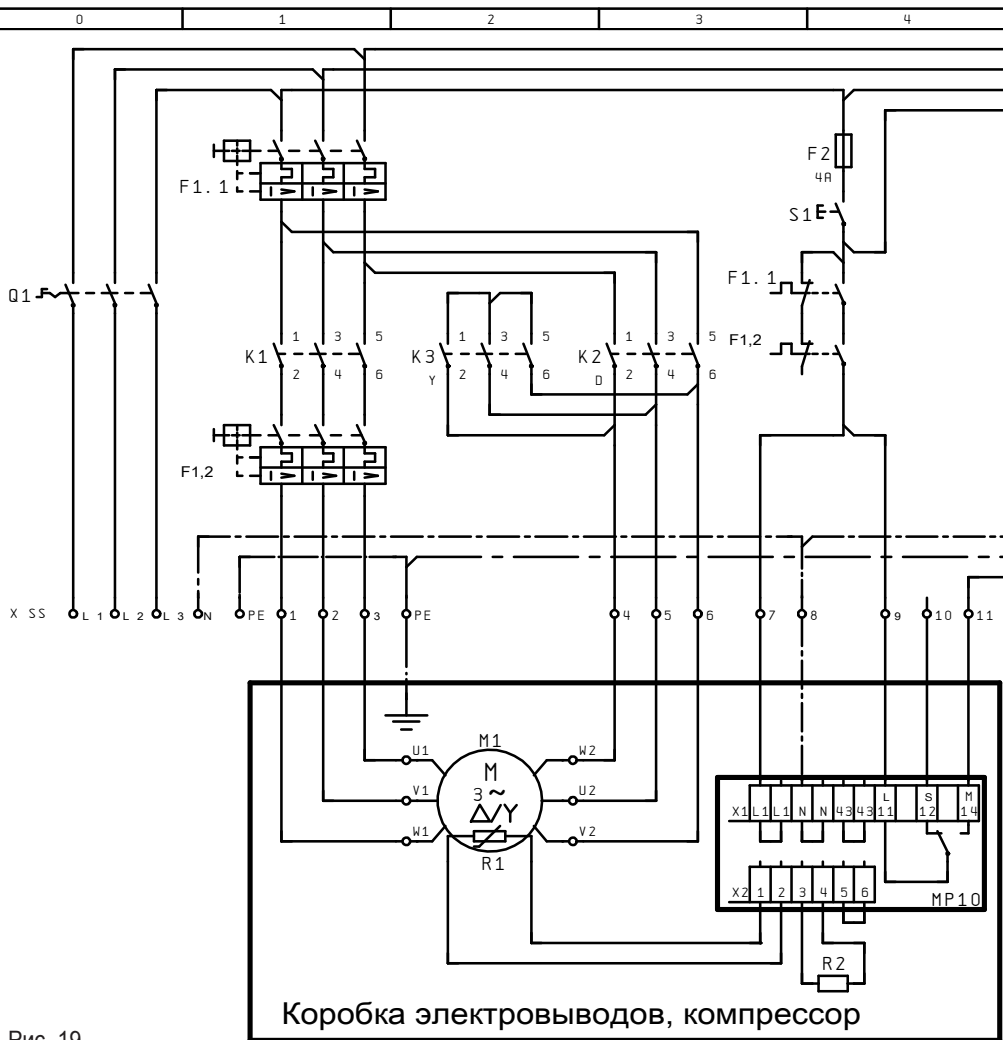 0 1 2 3 4
F2
4A
F1. 1
S1
F1. 1
Q1
1 3 5 1 3 5 1 3 5
F1,2
K1 K3 K2
2 4 6 Y 2 4 6 D 2 4 6
F1,2
I> I> I>
X SS L1 L2 L3 N PE 1 2 3 PE 4 5 6 7 8 9 10 11
M1
U1 W2
M
V1 3~ U2
Δ/Y
W1 V2
R1
L S M
X1 L1 L1 N N 43 43 11 12 14
X2 1 2 3 4 5 6
MP10
R2
Коробка электровыводов, компрессор
Рис. 19